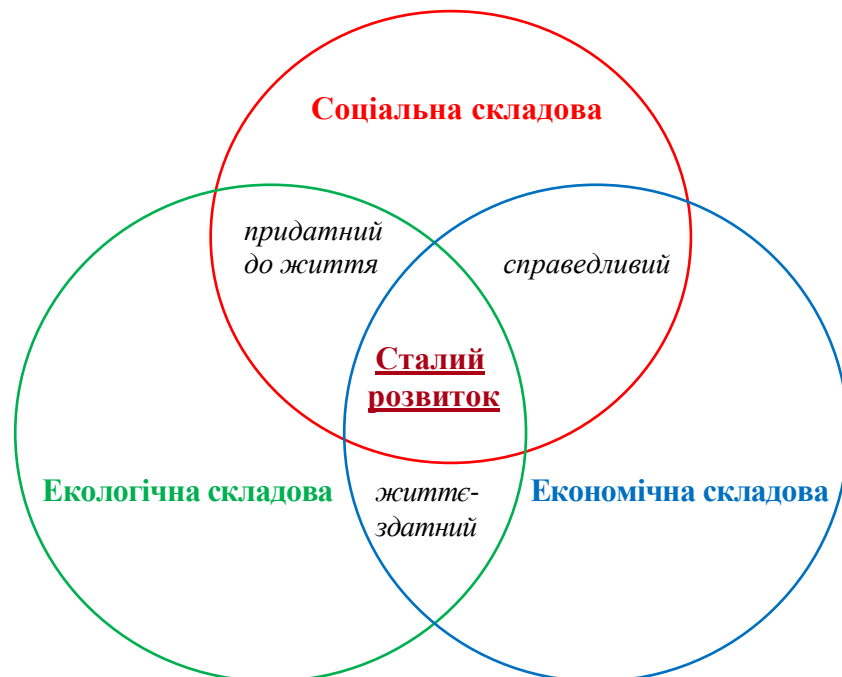 Соціальна складова
придатний
до життя
справедливий
Сталий
розвиток
Екологічна складова
життє-
здатний
Економічна складова